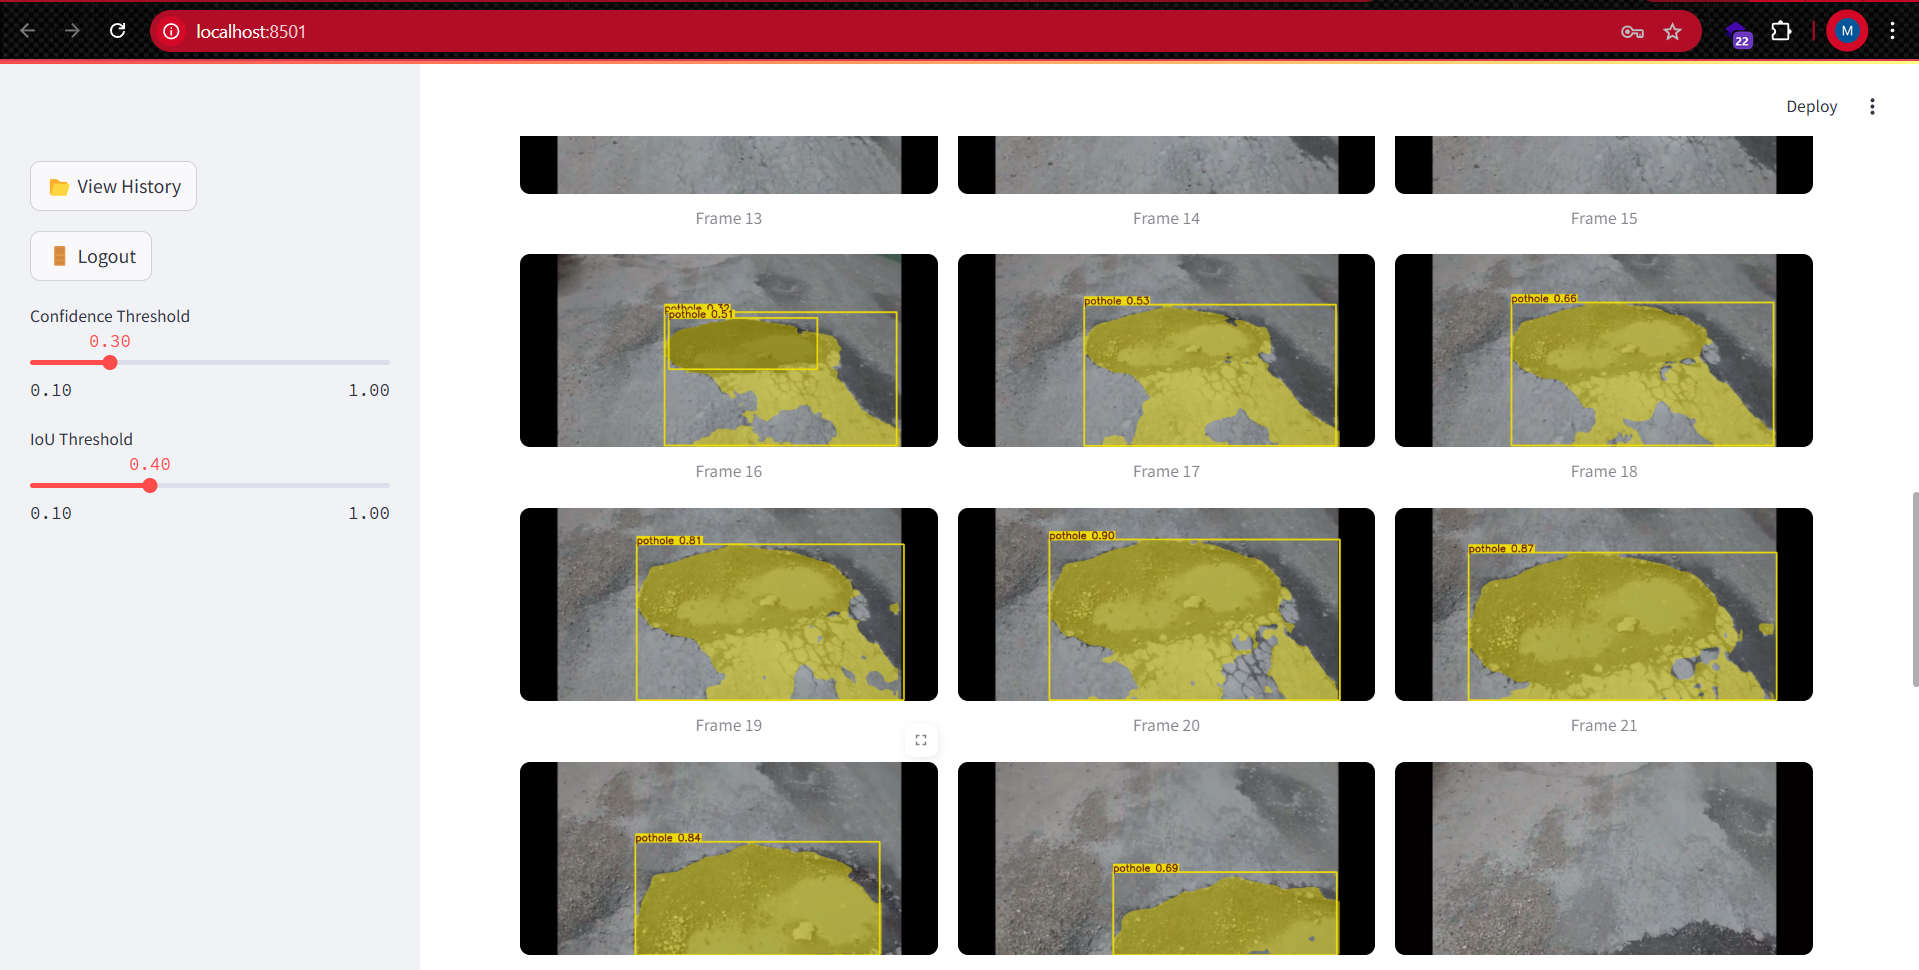 localhost:8501
22
M
Deploy
View History
Logout
Confidence Threshold
0.30
0.10 1.00
IoU Threshold
0.40
0.10 1.00
Frame 13 Frame 14 Frame 15
pothole 0.32
pothole 0.51
pothole 0.53
pothole 0.66
Frame 16 Frame 17 Frame 18
pothole 0.81
pothole 0.90
pothole 0.87
Frame 19 Frame 20 Frame 21
pothole 0.84
pothole 0.69